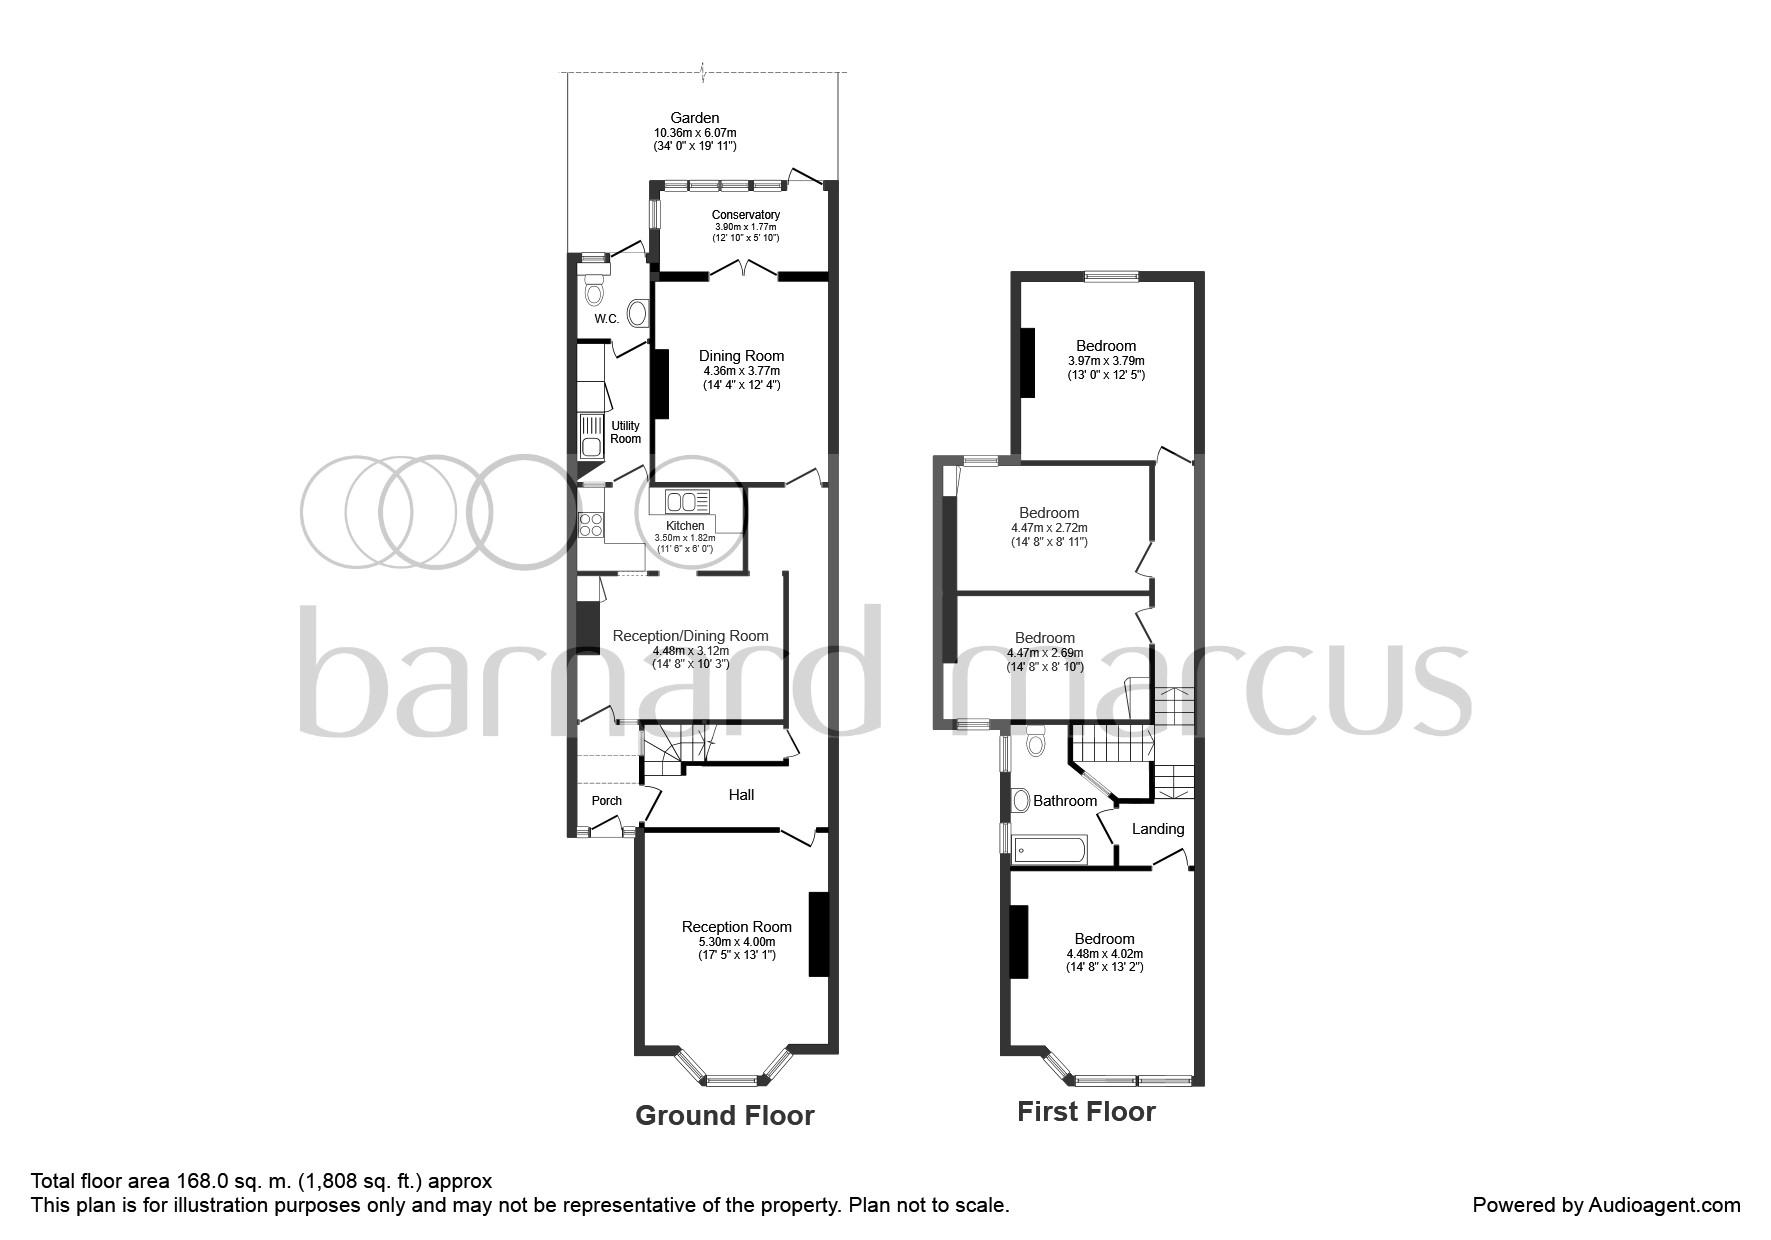 Garden
10.36m x 6.07m
(34' 0" x 19' 11")
Conservatory
3.90m x 1.77m
(12' 10" x 5' 10")
W.C.
Dining Room
4.36m x 3.77m
(14' 4" x 12' 4")
Utility
Room
Kitchen
3.50m x 1.82m
(11' 6" x 6' 0")
Reception/Dining Room
4.48m x 3.12m
(14' 8" x 10' 3")
Porch
Hall
Reception Room
5.30m x 4.00m
(17' 5" x 13' 1")
Ground Floor
Bedroom
3.97m x 3.79m
(13' 0" x 12' 5")
Bedroom
4.47m x 2.72m
(14' 8" x 8' 11")
Bedroom
4.47m x 2.69m
(14' 8" x 8' 10")
Bathroom
Landing
Bedroom
4.48m x 4.02m
(14' 8" x 13' 2")
First Floor
barnard marcus
Total floor area 168.0 sq. m. (1,808 sq. ft.) approx
This plan is for illustration purposes only and may not be representative of the property. Plan not to scale.
Powered by Audioagent.com